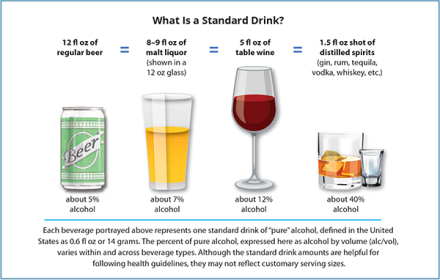 What Is a Standard Drink?
12 fl oz of
regular beer
=
8–9 fl oz of
malt liquor
(shown in a
12 oz glass)
=
5 fl oz of
table wine
=
1.5 fl oz shot of
distilled spirits
(gin, rum, tequila,
vodka, whiskey, etc.)
Beer
about 5%
alcohol
about 7%
alcohol
about 12%
alcohol
about 40%
alcohol
Each beverage portrayed above represents one standard drink of "pure" alcohol, defined in the United
States as 0.6 fl oz or 14 grams. The percent of pure alcohol, expressed here as alcohol by volume (alc/vol),
varies within and across beverage types. Although the standard drink amounts are helpful for
following health guidelines, they may not reflect customary serving sizes.